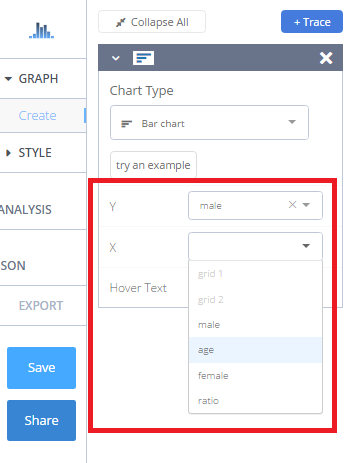 Collapse All
+ Trace
GRAPH
Create
STYLE
ANALYSIS
SON
EXPORT
Save
Share
Chart Type
Bar chart
try an example
Y
male
X
grid 1
grid 2
male
age
female
ratio
Hover Text